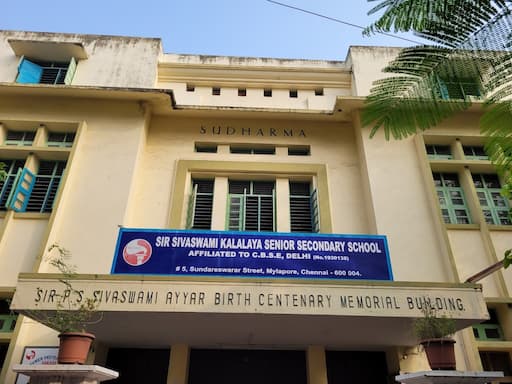 SUDHARMA
SIR SIVASWAMI KALALAYA SENIOR SECONDARY SCHOOL
AFFILIATED TO C.B.S.E, DELHI (No.1930138)
# 5, Sundareswarar Street, Mylapore, Chennai - 600 004.
SIR P.S. SIVASWAMI AYYAR BIRTH CENTENARY MEMORIAL BUILDING.